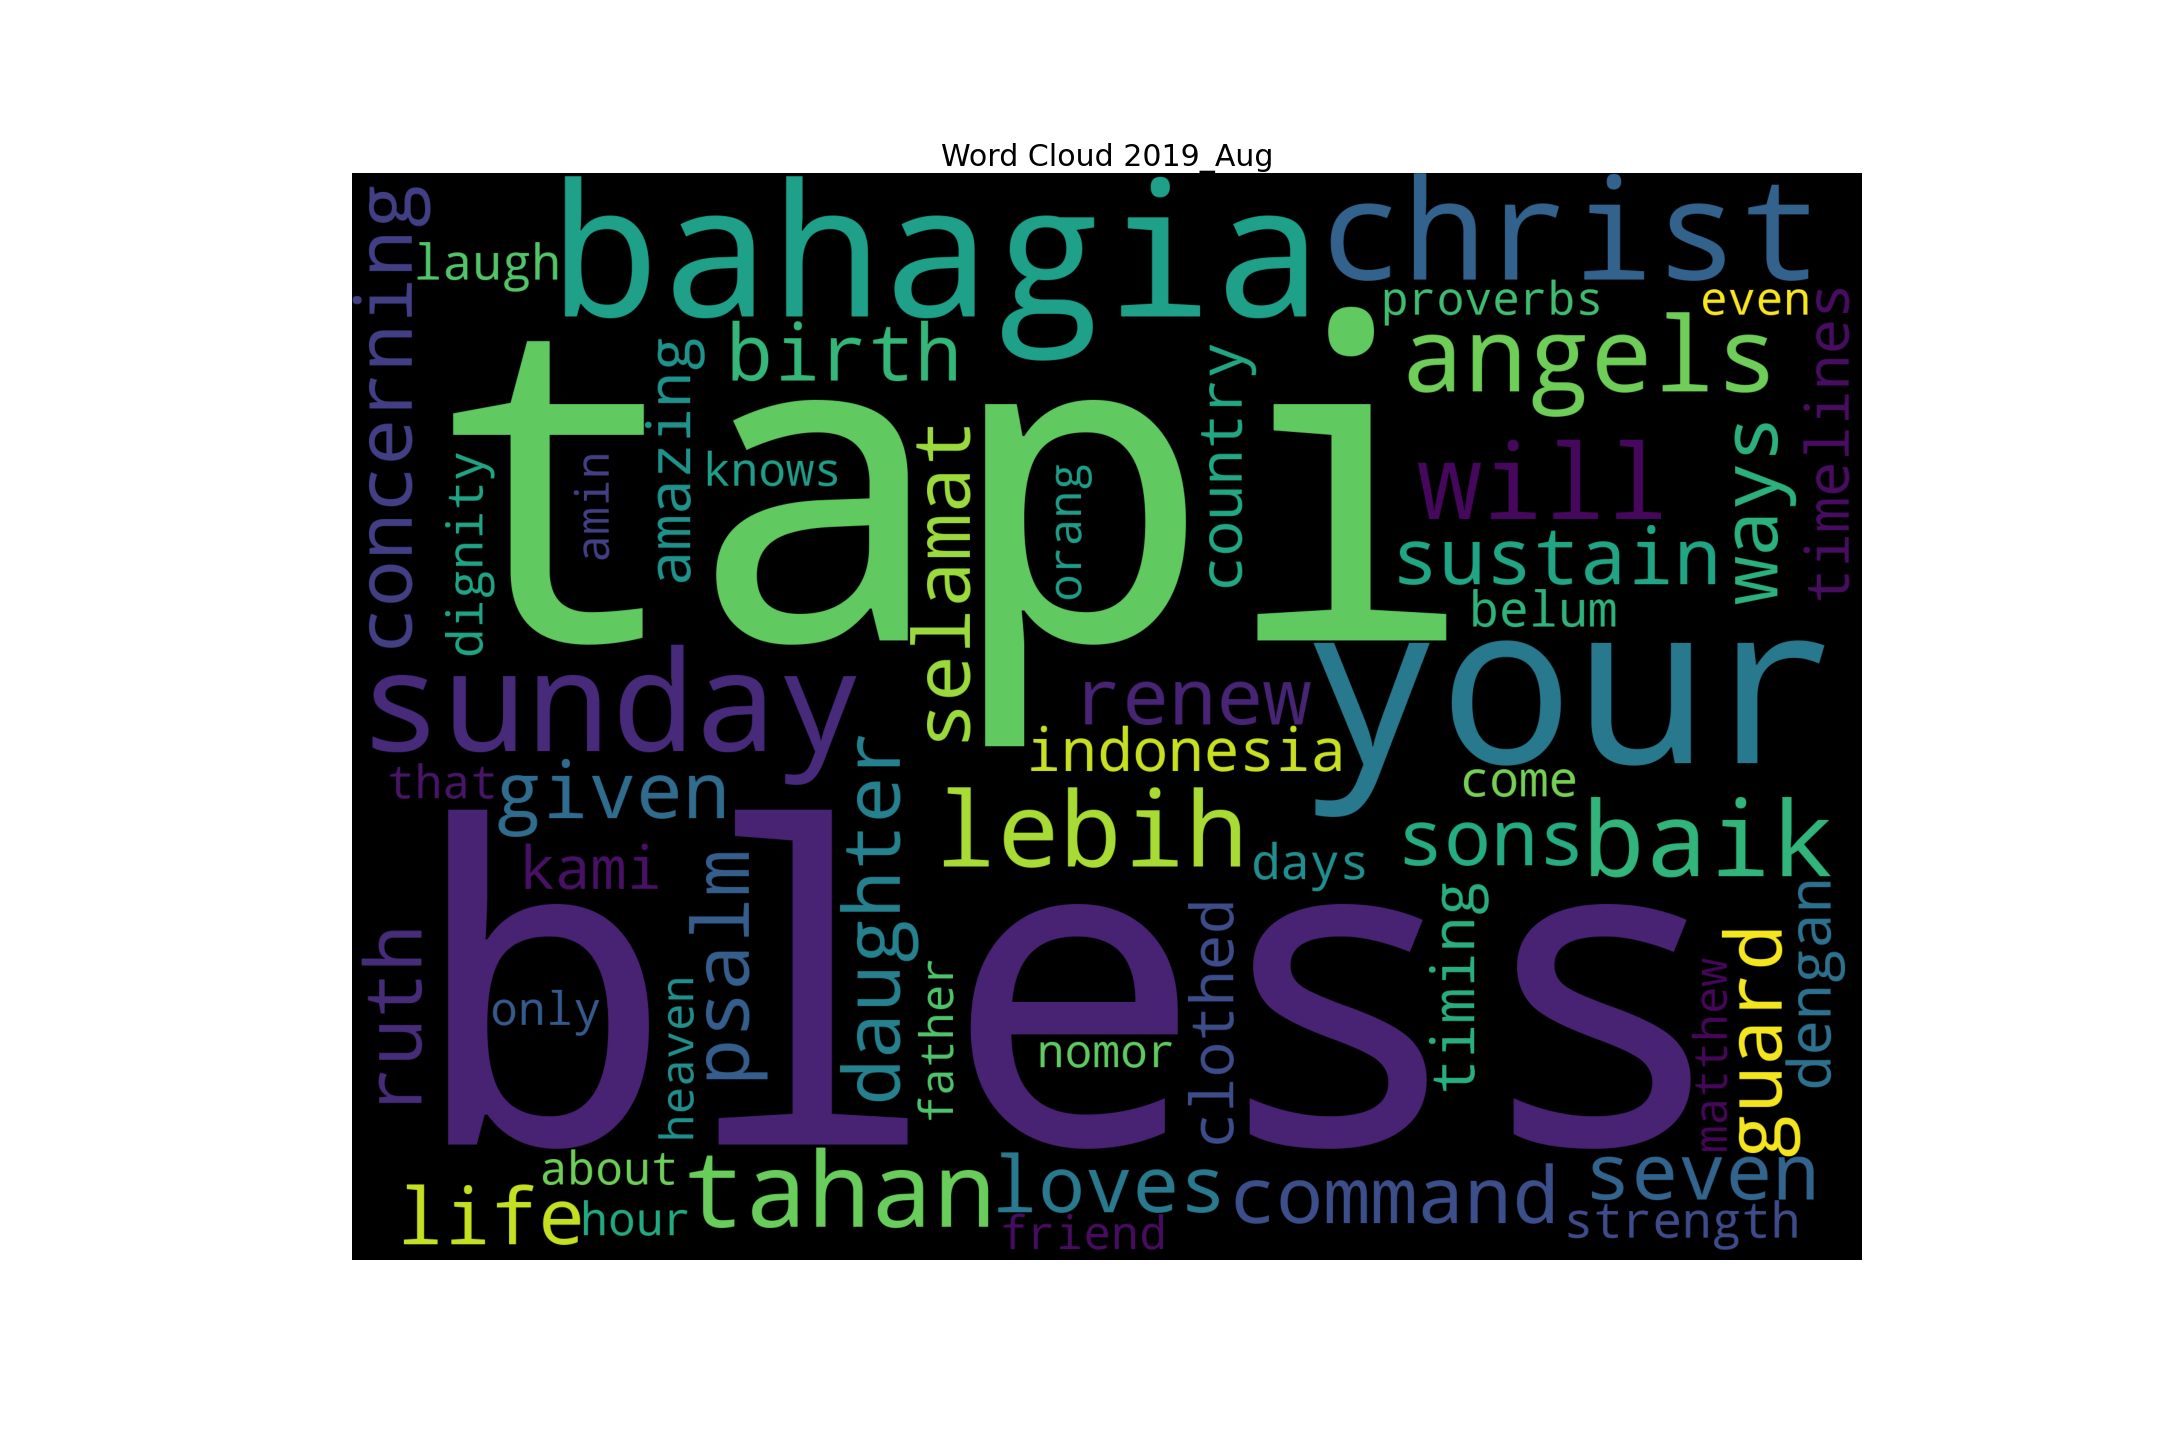 Word Cloud 2019_Aug
concerning
laugh
bahagia
christ
proverbs
even
timelines
birth
angels
tapi
amazing
knows
country
amin
dignity
selamat
orang
will
ways
sustain
belum
sunday
your
renew
indonesia
that
given
daughter
come
lebih
sons
baik
kami
days
psalm
bless
ruth
only
heaven
father
nomor
clothed
timing
matthew
guard
dengan
about
tahan
loves
command
seven
life
hour
friend
strength